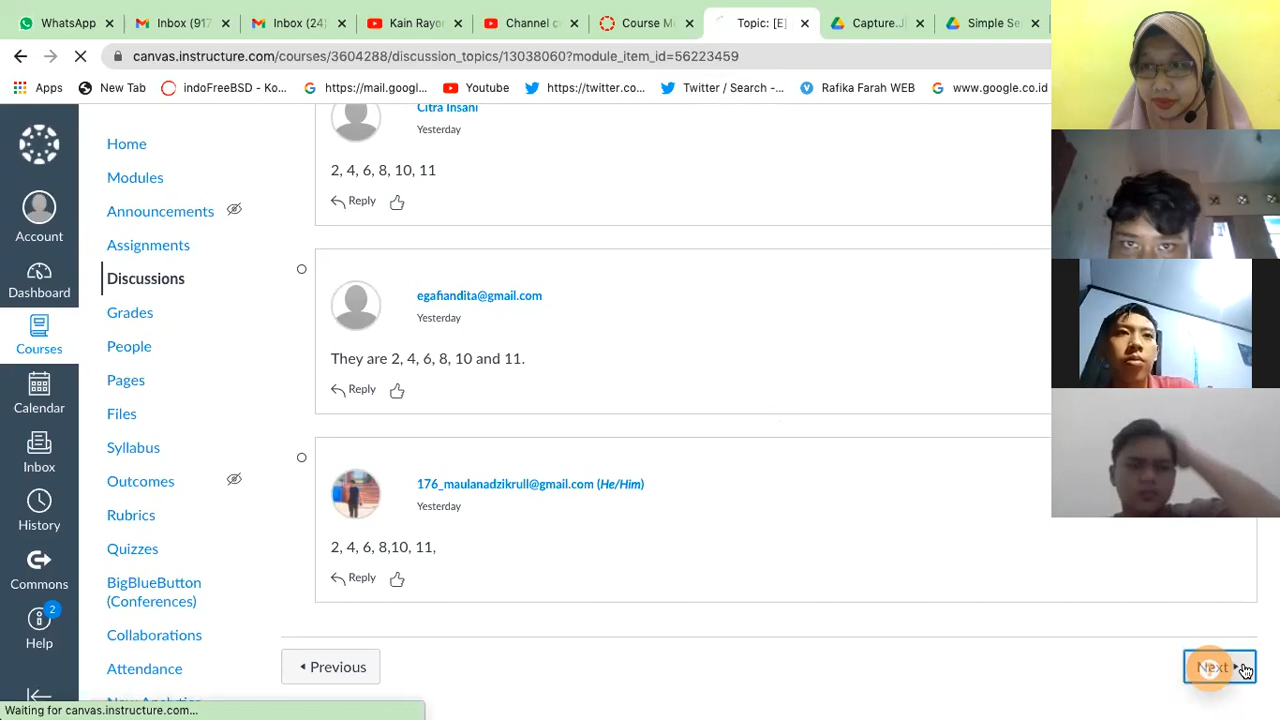 WhatsApp
Inbox (917
Inbox (24)
Kain Rayo
Channel c
Course M
Topic: [E]
Capture.J
Simple Se
canvas.instructure.com/courses/3604288/discussion_topics/13038060?module_item_id=56223459
Apps
New Tab
indoFreeBSD - Ko...
https://mail.googl...
Youtube
https://twitter.co...
Twitter / Search -...
Rafika Farah WEB
www.google.co.id
Account
Dashboard
Courses
Calendar
Inbox
History
Commons
2
Help
Home
Modules
Announcements
Assignments
Discussions
Grades
People
Pages
Files
Syllabus
Outcomes
Rubrics
Quizzes
BigBlueButton
(Conferences)
Collaborations
Attendance
New Analytics
Citra Insani
Yesterday
2, 4, 6, 8, 10, 11
Reply
egafiandita@gmail.com
Yesterday
They are 2, 4, 6, 8, 10 and 11.
Reply
176_maulanadzikrull@gmail.com (He/Him)
Yesterday
2, 4, 6, 8,10, 11,
Reply
Previous
Next
Waiting for canvas.instructure.com...